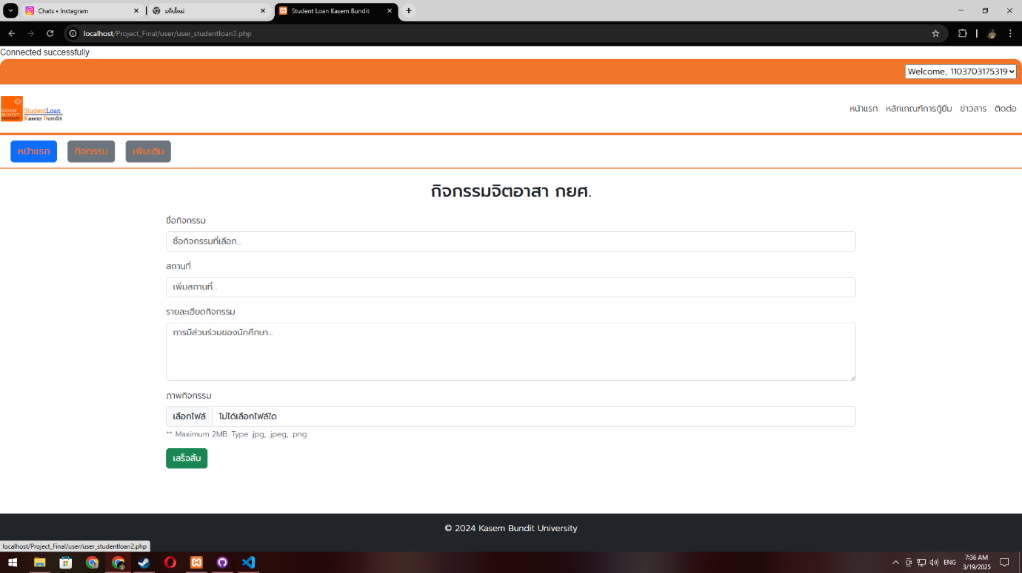 Chats • Instagram
แท็บใหม่
Student Loan Kasem Bundit
localhost/Project_Final/user/user_studentloan3.php
Connected successfully
Welcome, 1103703175319
KASEM BUNDIT
StudentLoan
Kasem Bundit
หน้าแรก หลักเกณฑ์การกู้ยืม ข่าวสาร ติดต่อ
หน้าแรก กิจกรรม เพิ่มเติม
กิจกรรมจิตอาสา กยศ.
ชื่อกิจกรรม
ชื่อกิจกรรมที่เลือก...
สถานที่
เพิ่มสถานที่...
รายละเอียดกิจกรรม
การมีส่วนร่วมของนักศึกษา...
ภาพกิจกรรม
เลือกไฟล์ ไม่ได้เลือกไฟล์ใด
** Maximum 2MB. Type .jpg, .jpeg, .png
เสร็จสิ้น
© 2024 Kasem Bundit University
localhost/Project_Final/user/user_studentloan2.php
ENG
7:36 AM
3/19/2025